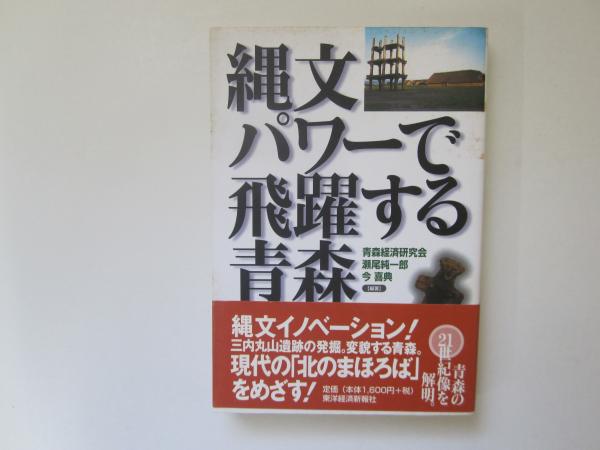 縄文
パワーで
飛躍する
青森
青森経済研究会
瀬尾純一郎
今 喜典
[編著]
縄文イノベーション!
三内丸山遺跡の発掘。変貌する青森。
現代の「北のまほろば」
をめざす!
定価(本体1,600円+税)
東洋経済新報社
青森の
21世紀像を
解明。